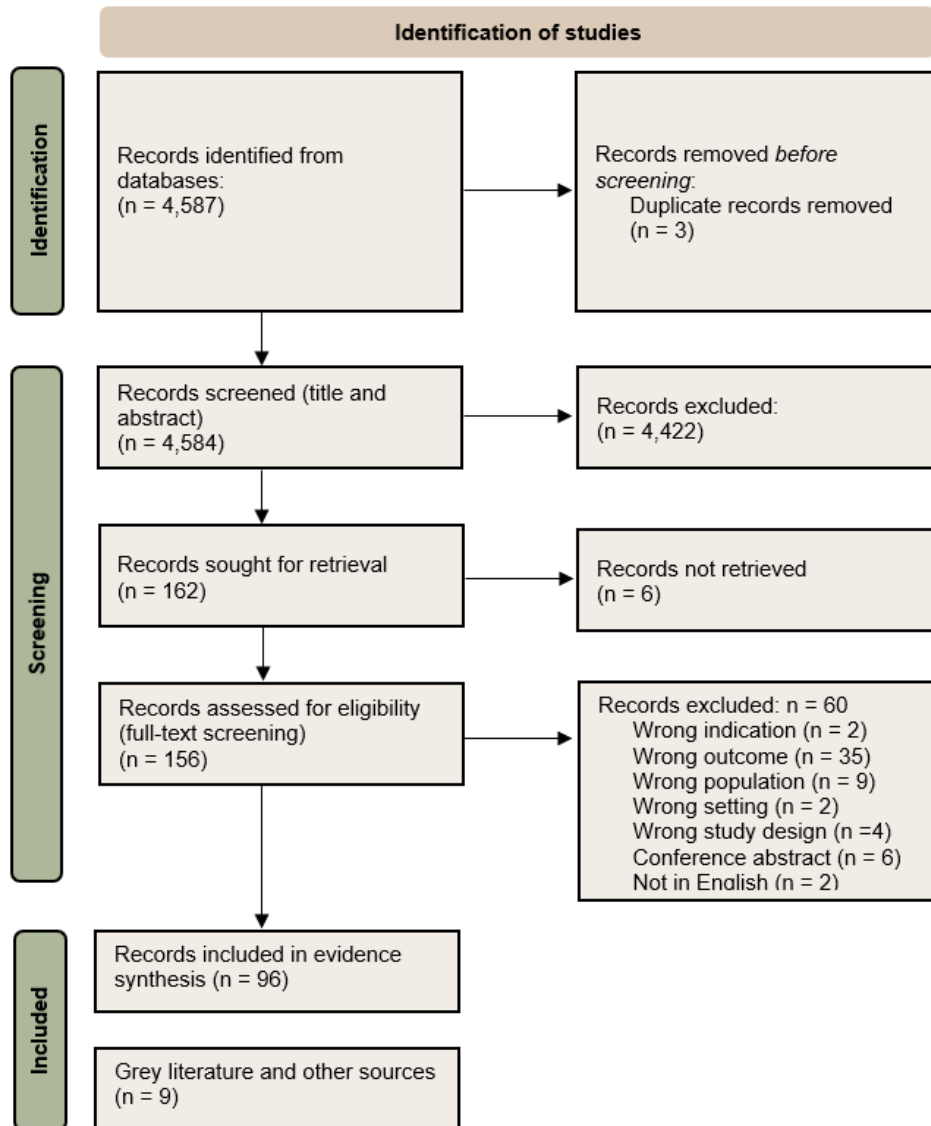 Identification of studies
Identification
Records identified from
databases:
(n = 4,587)
Records removed before
screening:
Duplicate records removed
(n = 3)
Screening
Records screened (title and
abstract)
(n = 4,584)
Records excluded:
(n = 4,422)
Records sought for retrieval
(n = 162)
Records not retrieved
(n = 6)
Records assessed for eligibility
(full-text screening)
(n = 156)
Records excluded: n = 60
Wrong indication (n = 2)
Wrong outcome (n = 35)
Wrong population (n = 9)
Wrong setting (n = 2)
Wrong study design (n =4)
Conference abstract (n = 6)
Not in English (n = 2)
Included
Records included in evidence
synthesis (n = 96)
Grey literature and other sources
(n = 9)